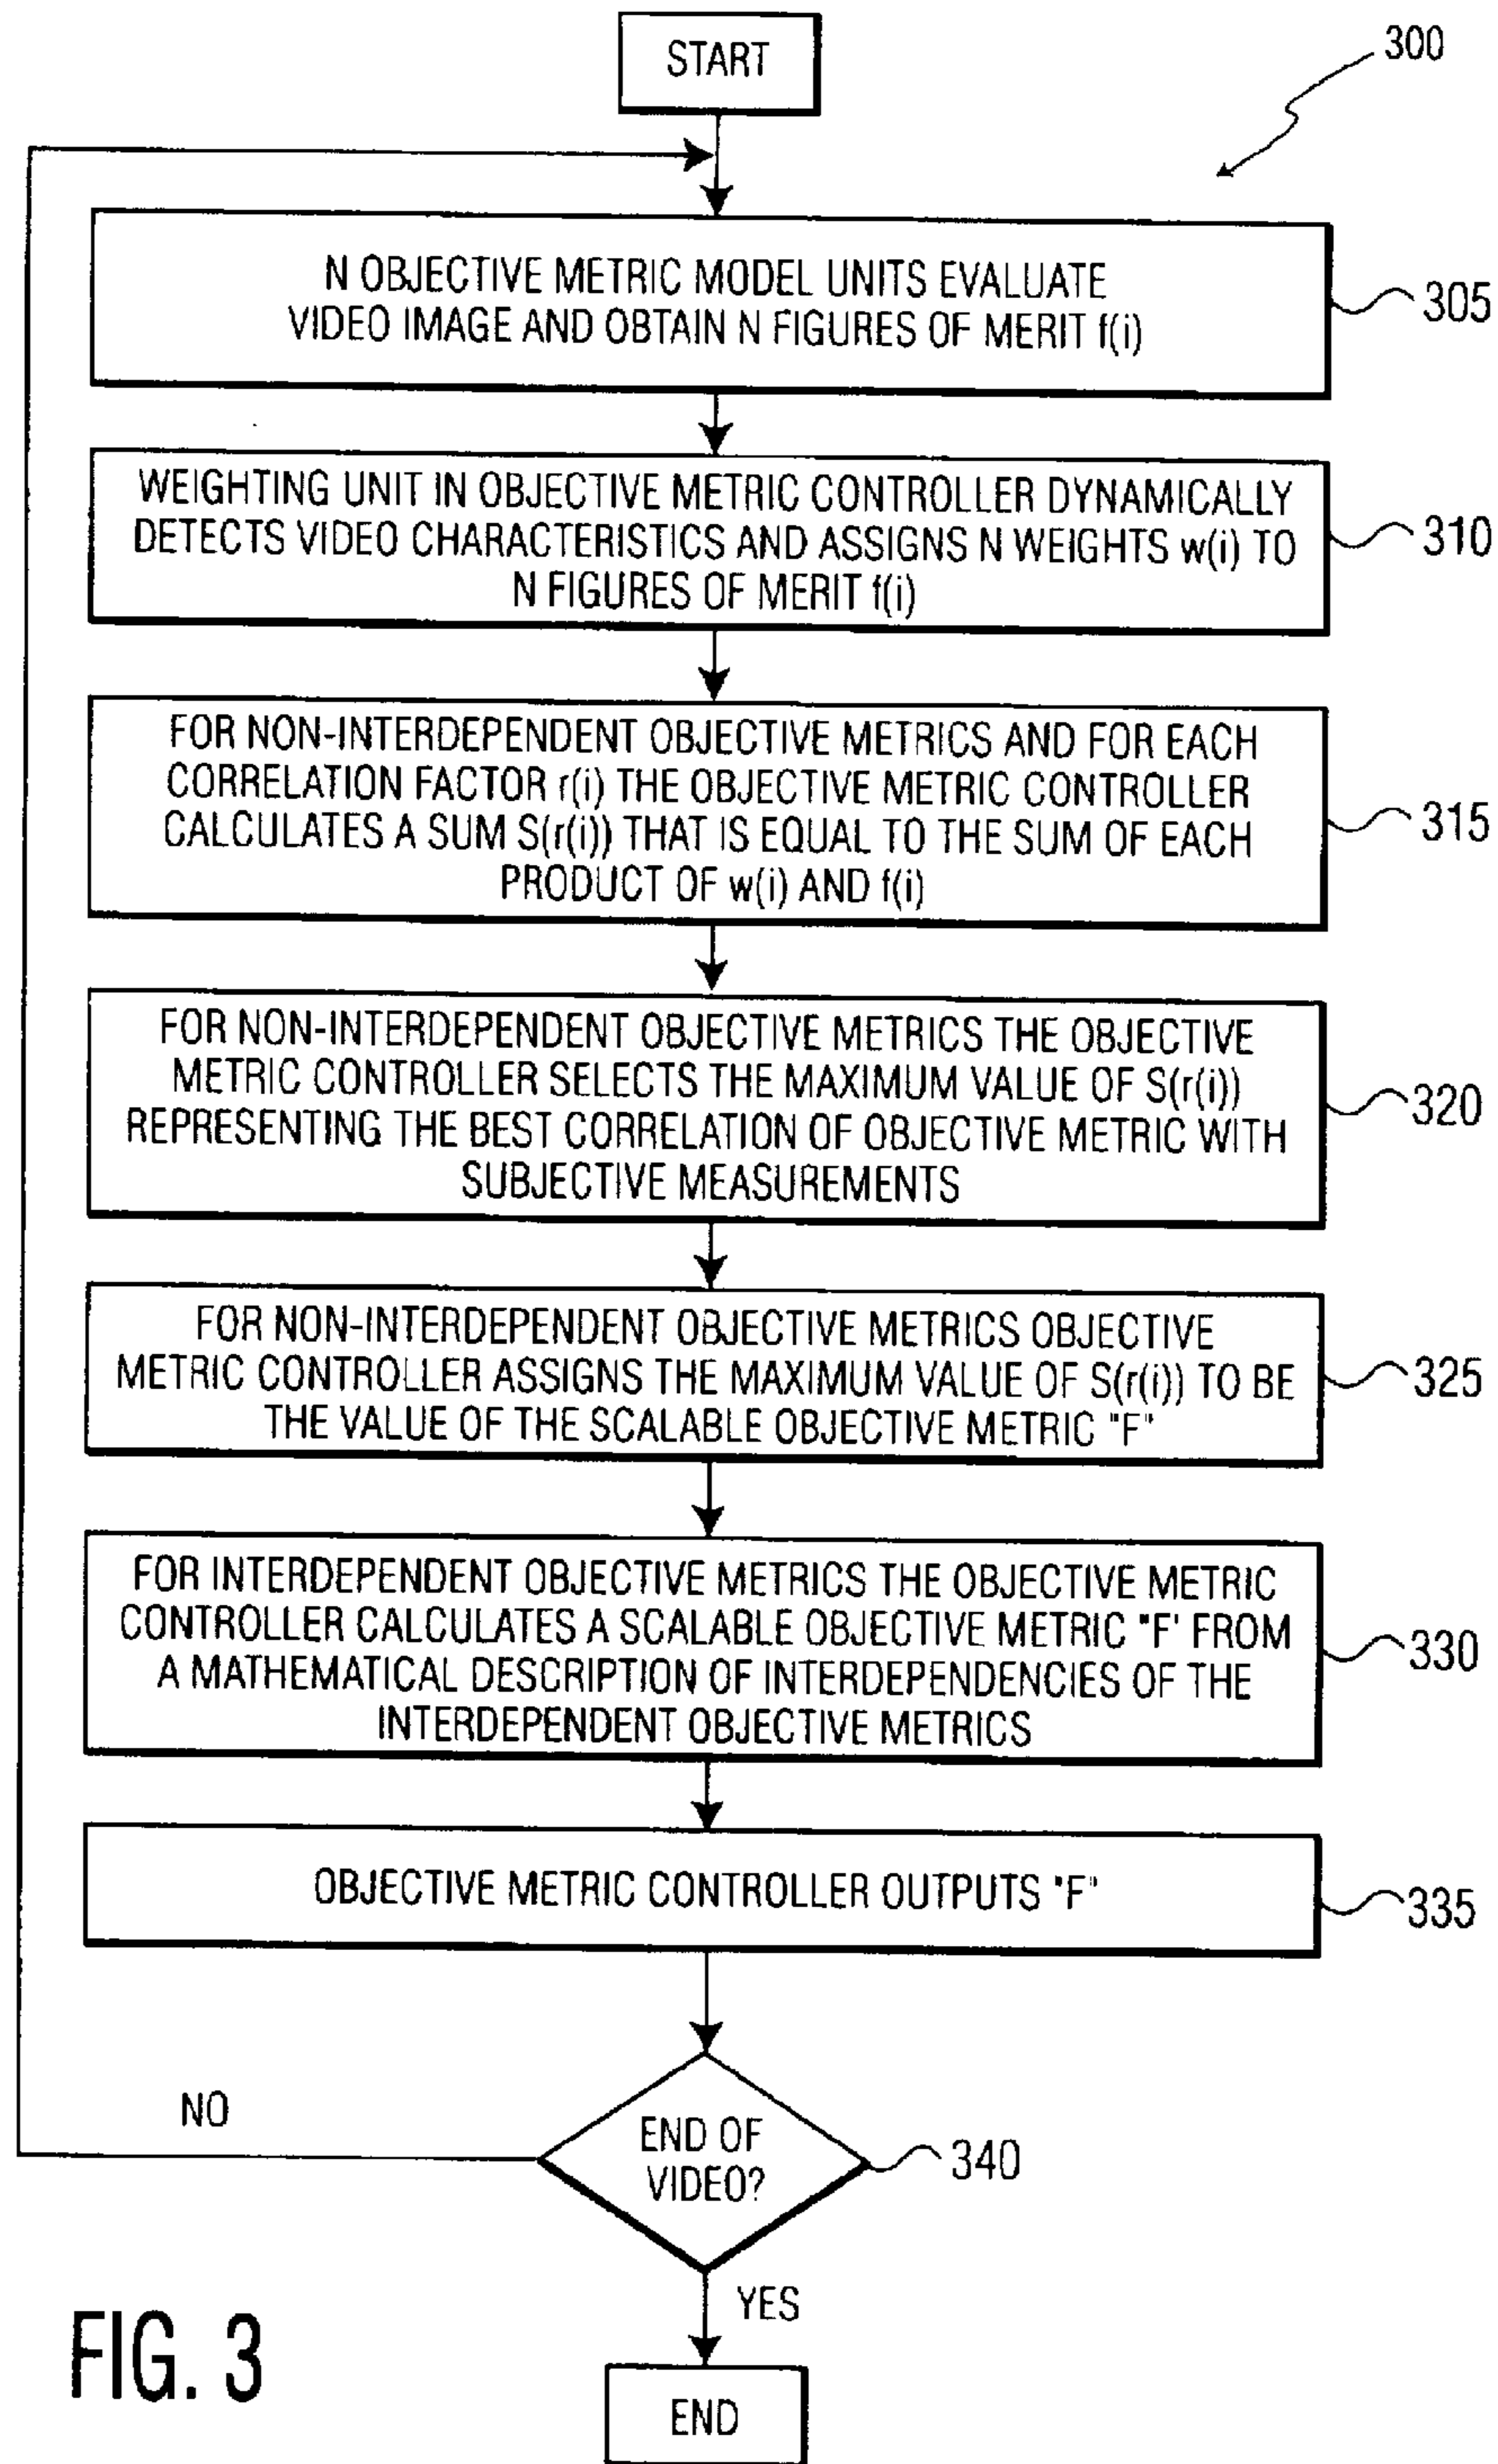 START
300
N OBJECTIVE METRIC MODEL UNITS EVALUATE
VIDEO IMAGE AND OBTAIN N FIGURES OF MERIT f(i)
305
WEIGHTING UNIT IN OBJECTIVE METRIC CONTROLLER DYNAMICALLY
DETECTS VIDEO CHARACTERISTICS AND ASSIGNS N WEIGHTS w(i) TO
N FIGURES OF MERIT f(i)
310
FOR NON-INTERDEPENDENT OBJECTIVE METRICS AND FOR EACH
CORRELATION FACTOR r(i) THE OBJECTIVE METRIC CONTROLLER
CALCULATES A SUM S(r(i)) THAT IS EQUAL TO THE SUM OF EACH
PRODUCT OF w(i) AND f(i)
315
FOR NON-INTERDEPENDENT OBJECTIVE METRICS THE OBJECTIVE
METRIC CONTROLLER SELECTS THE MAXIMUM VALUE OF S(r(i))
REPRESENTING THE BEST CORRELATION OF OBJECTIVE METRIC WITH
SUBJECTIVE MEASUREMENTS
320
FOR NON-INTERDEPENDENT OBJECTIVE METRICS OBJECTIVE
METRIC CONTROLLER ASSIGNS THE MAXIMUM VALUE OF S(r(i)) TO BE
THE VALUE OF THE SCALABLE OBJECTIVE METRIC "F"
325
FOR INTERDEPENDENT OBJECTIVE METRICS THE OBJECTIVE METRIC
CONTROLLER CALCULATES A SCALABLE OBJECTIVE METRIC "F' FROM
A MATHEMATICAL DESCRIPTION OF INTERDEPENDENCIES OF THE
INTERDEPENDENT OBJECTIVE METRICS
330
OBJECTIVE METRIC CONTROLLER OUTPUTS "F"
335
NO
END OF
VIDEO?
340
YES
END
FIG. 3